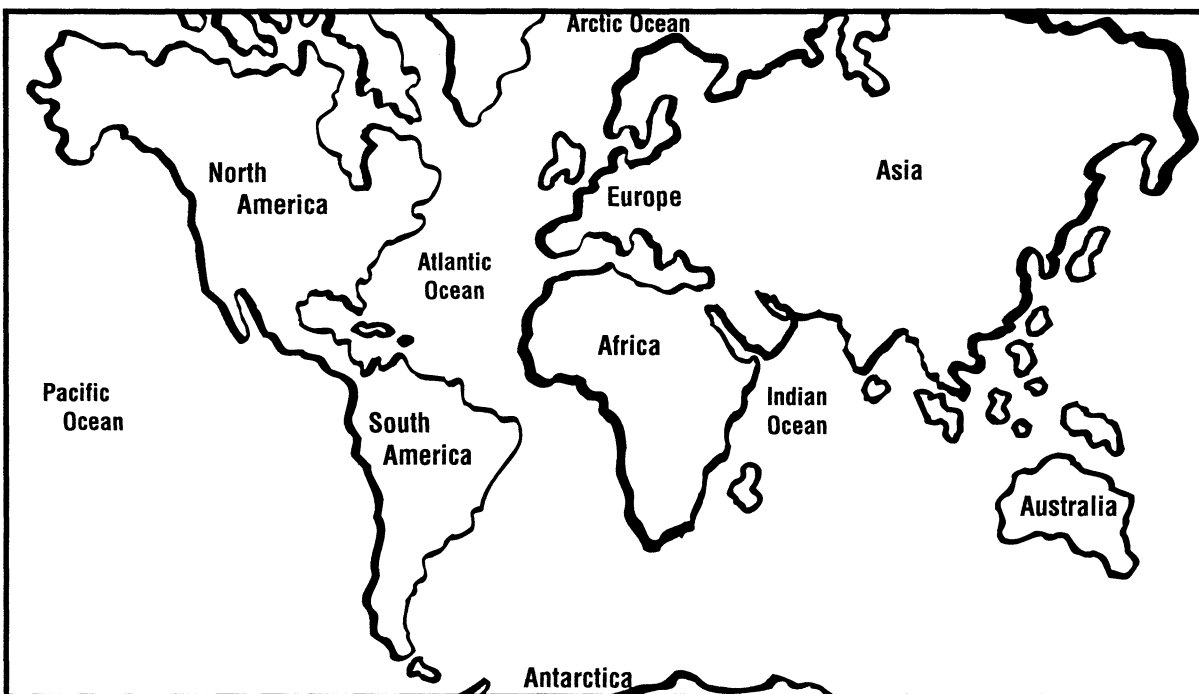 Arctic Ocean
North
America
Asia
Europe
Atlantic
Ocean
Africa
Pacific
Ocean
Indian
Ocean
South
America
Australia
Antarctica